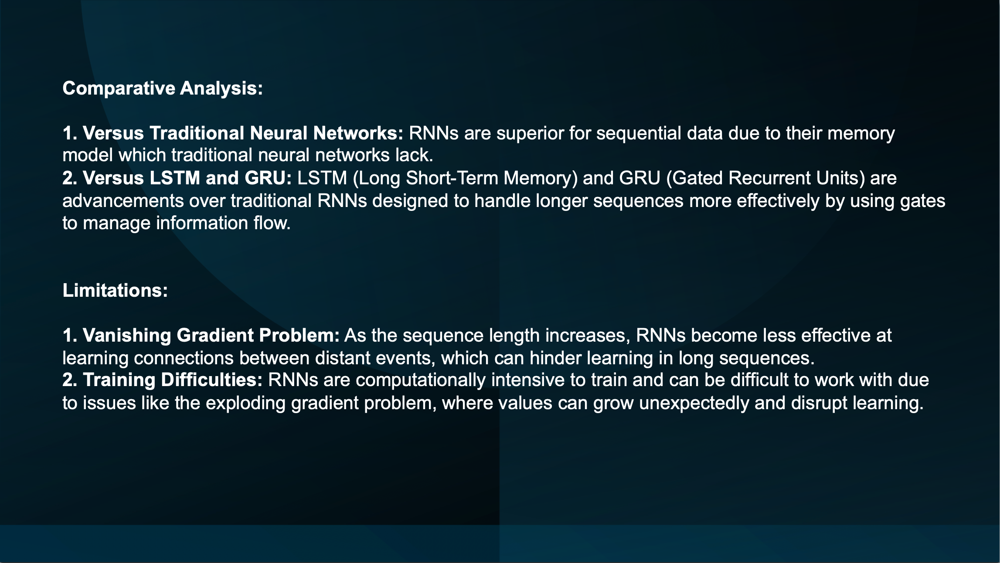 Comparative Analysis:
1. Versus Traditional Neural Networks: RNNs are superior for sequential data due to their memory
model which traditional neural networks lack.
2. Versus LSTM and GRU: LSTM (Long Short-Term Memory) and GRU (Gated Recurrent Units) are
advancements over traditional RNNs designed to handle longer sequences more effectively by using gates
to manage information flow.
Limitations:
1. Vanishing Gradient Problem: As the sequence length increases, RNNs become less effective at
learning connections between distant events, which can hinder learning in long sequences.
2. Training Difficulties: RNNs are computationally intensive to train and can be difficult to work with due
to issues like the exploding gradient problem, where values can grow unexpectedly and disrupt learning.